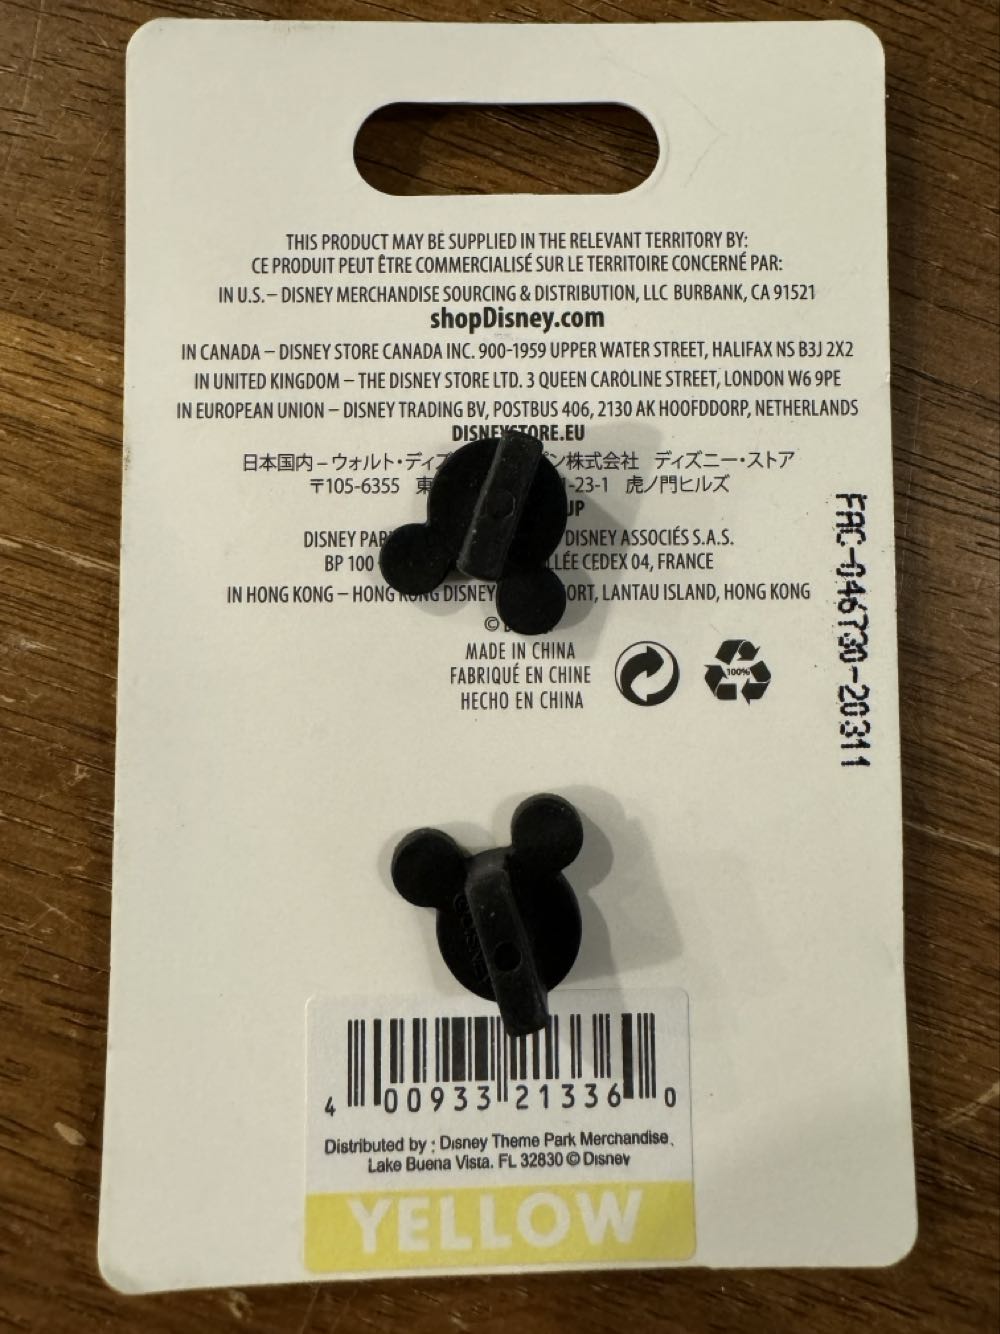 THIS PRODUCT MAY BE SUPPLIED IN THE RELEVANT TERRITORY BY:
CE PRODUIT PEUT ÊTRE COMMERCIALISÉ SUR LE TERRITOIRE CONCERNÉ PAR:
IN U.S.– DISNEY MERCHANDISE SOURCING & DISTRIBUTION, LLC BURBANK, CA 91521
shopDisney.com
IN CANADA – DISNEY STORE CANADA INC. 900-1959 UPPER WATER STREET, HALIFAX NS B3J 2X2
IN UNITED KINGDOM – THE DISNEY STORE LTD. 3 QUEEN CAROLINE STREET, LONDON W6 9PE
IN EUROPEAN UNION – DISNEY TRADING BV, POSTBUS 406, 2130 AK HOOFDDORP, NETHERLANDS
DISNEYSTORE.EU
日本国内–ウォルト・ディズ 株式会社 ディズニー・ストア
〒105-6355 -23-1 虎ノ門ヒルズ
DISNEY DISNEY ASSOCIÉS S.A.S.
BP 100 CEDEX 04, FRANCE
IN HONG KONG – HONG KONG DISNEY LANTAU ISLAND, HONG KONG
©
MADE IN CHINA
FABRIQUÉ EN CHINE
HECHO EN CHINA
100%
FAC-046730-20311
4 00933 21336 0
Distributed by : Disney Theme Park Merchandise,
Lake Buena Vista. FL 32830 © Disney
YELLOW